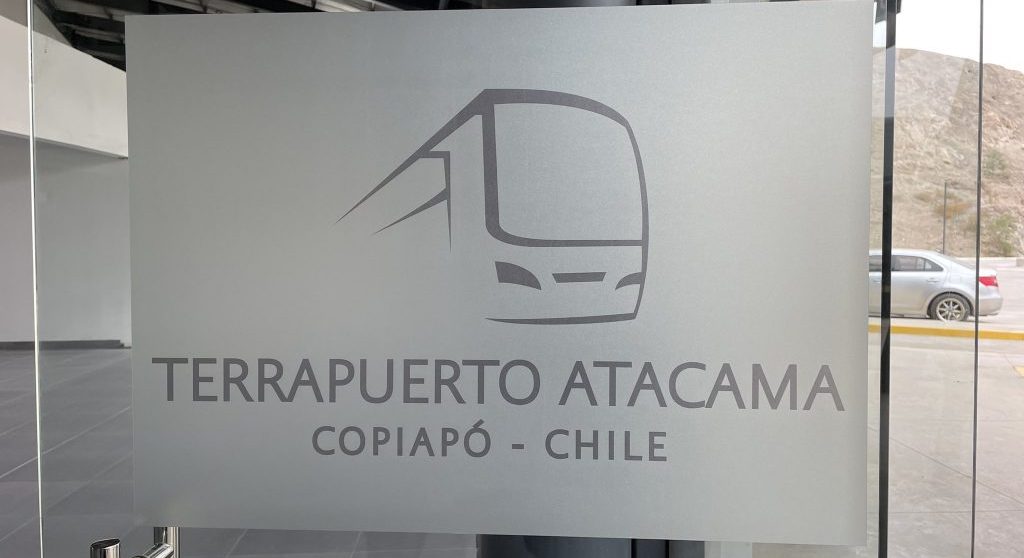 TERRAPUERTO ATACAMA
COPIAPÓ - CHILE